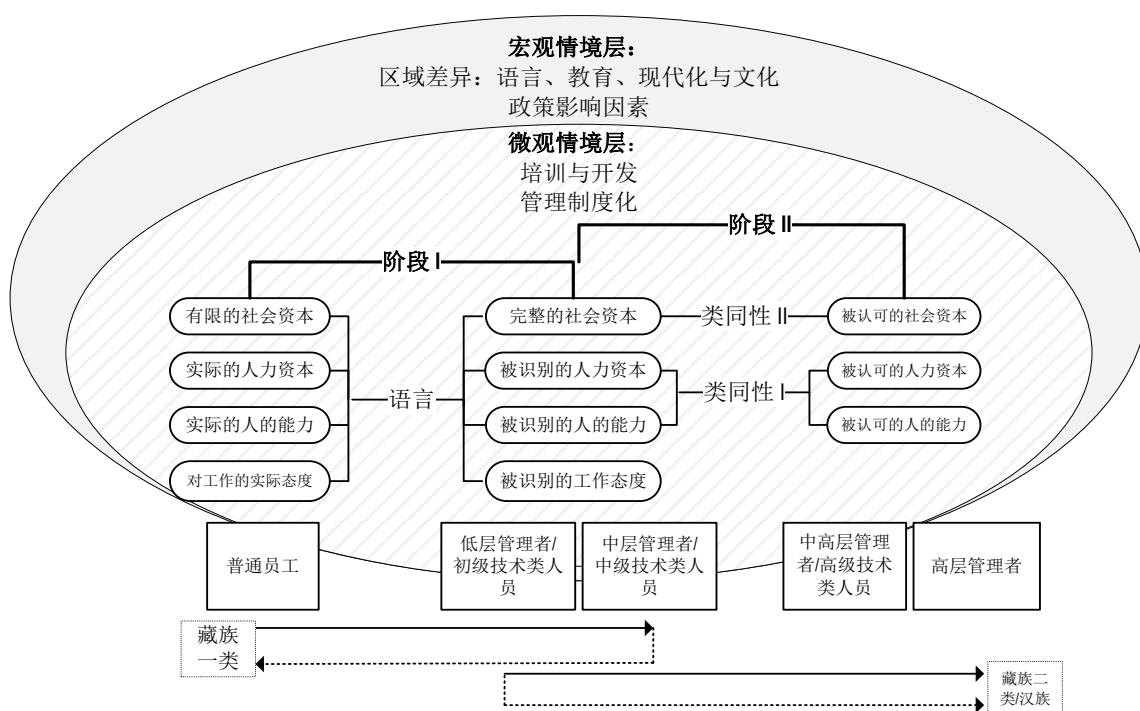 宏观情境层：
区域差异：语言、教育、现代化与文化
政策影响因素
微观情境层：
培训与开发
管理制度化
阶段 II
阶段 I
有限的社会资本
完整的社会资本
类同性 II
被认可的社会资本
实际的人力资本
被识别的人力资本
被认可的人力资本
语言
类同性 I
实际的人的能力
被识别的人的能力
被认可的人的能力
对工作的实际态度
被识别的工作态度
普通员工
低层管理者/
初级技术类人
员
中层管理者/
中级技术类人
员
中高层管理
者/高级技术
类人员
高层管理者
藏族
一类
藏族二
类/汉族